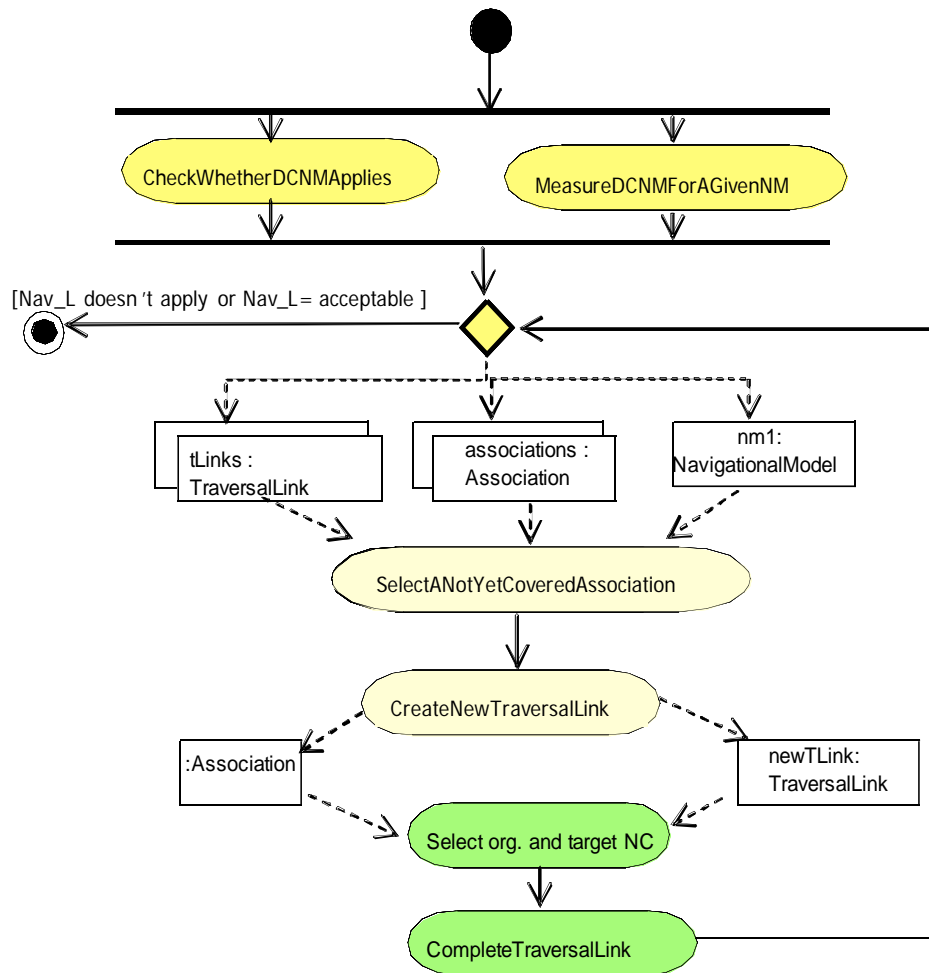 CheckWhetherDCNMApplies
MeasureDCNMForAGivenNM
[Nav_L doesn't apply or Nav_L= acceptable ]
tLinks :
TraversalLink
associations :
Association
nm1:
NavigationalModel
SelectANotYetCoveredAssociation
CreateNewTraversalLink
:Association
newTLink:
TraversalLink
Select org. and target NC
CompleteTraversalLink